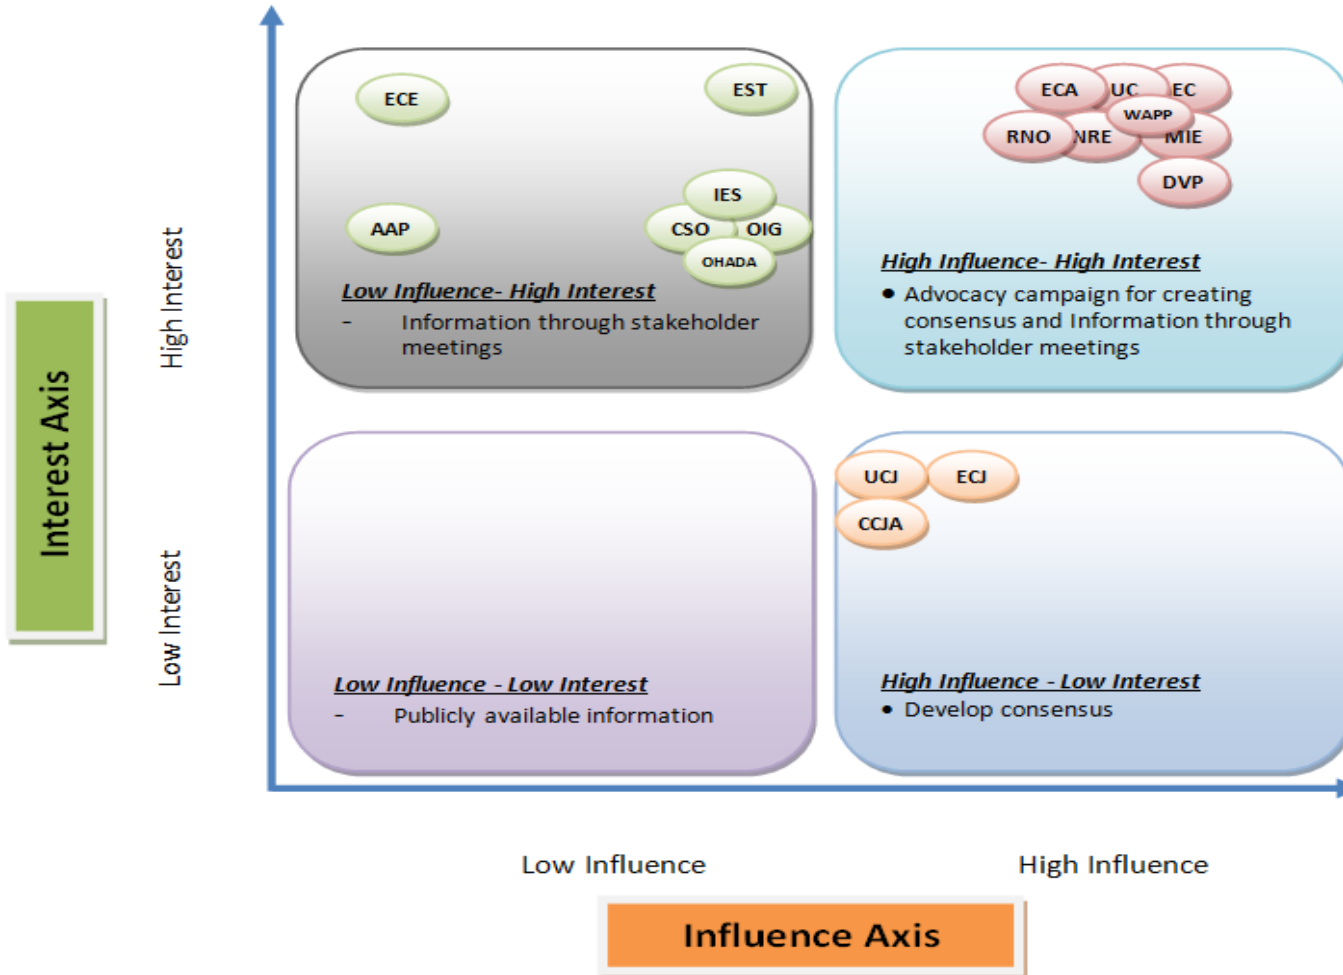 ECE
EST
IES
AAP
CSO
OIG
OHADA
Low Influence- High Interest
- Information through stakeholder
meetings
ECA
UC
EC
WAPP
RNO
NRE
MIE
DVP
High Influence- High Interest
• Advocacy campaign for creating
consensus and Information through
stakeholder meetings
High Interest
Interest Axis
Low Interest
Low Influence - Low Interest
- Publicly available information
UCJ
ECJ
CCJA
High Influence - Low Interest
• Develop consensus
Low Influence
High Influence
Influence Axis